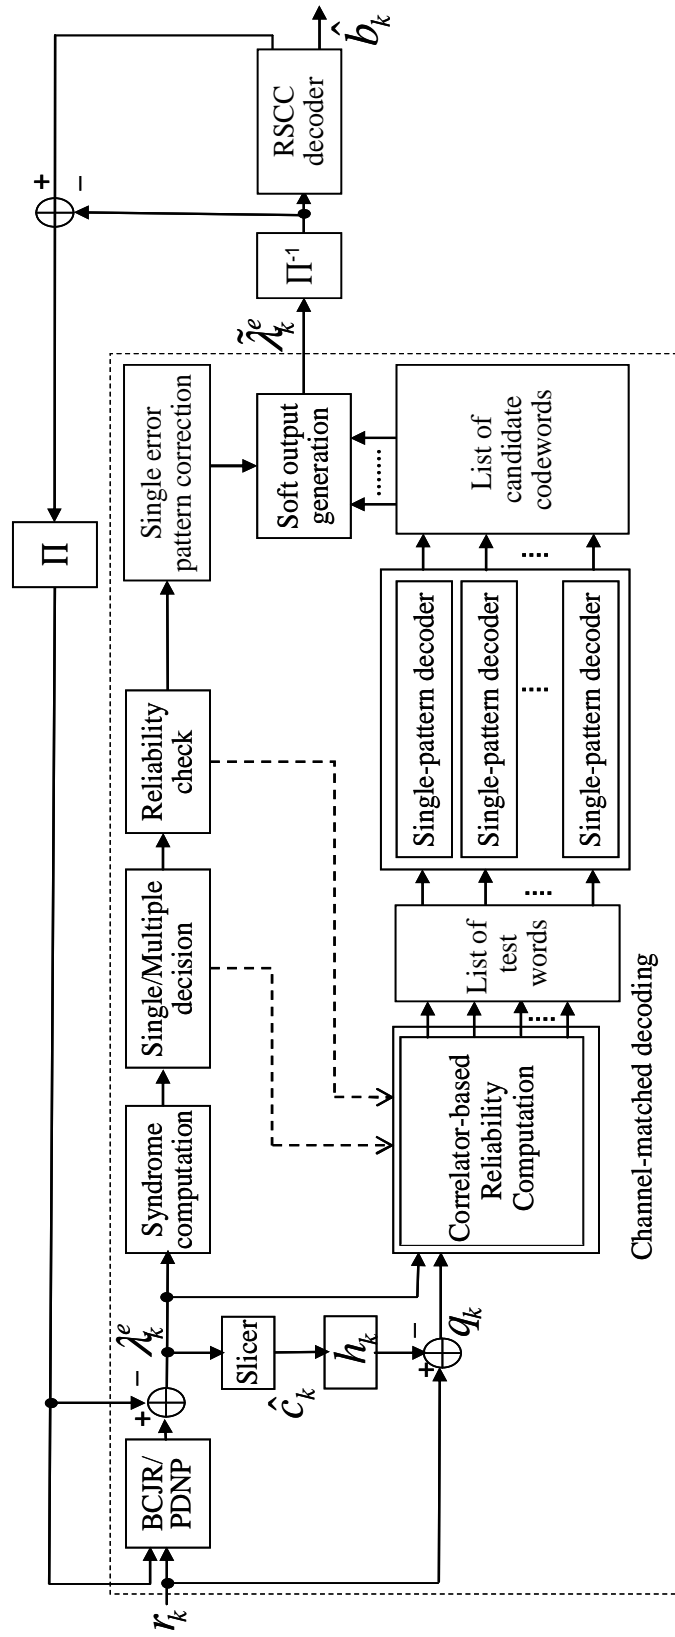 r_k
BCJR/
PDNP
+
−
λ_k^e
Syndrome
computation
Single/Multiple
decision
Reliability
check
Single error
pattern correction
Π
+
−
Slicer
ĉ_k
h_k
−
+
q_k
Correlator-based
Reliability
Computation
.....
List of
test
words
.....
Single-pattern decoder
Single-pattern decoder
.....
Single-pattern decoder
.....
List of
candidate
codewords
.......
Soft output
generation
λ̃_k^e
Π⁻¹
RSCC
decoder
b̂_k
Channel-matched decoding